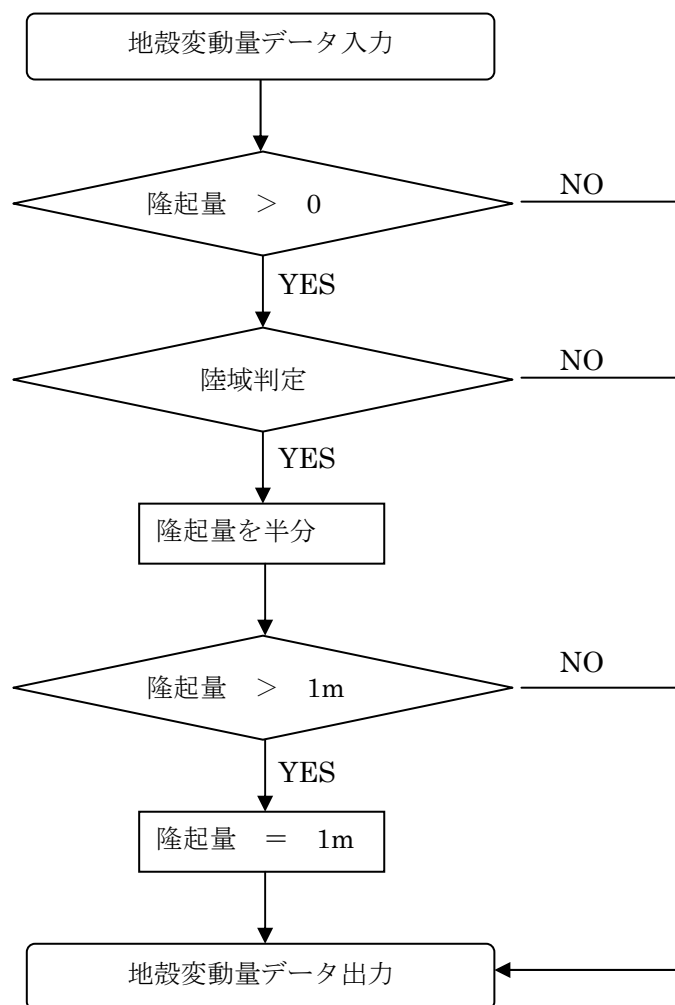 地殻変動量データ入力
隆起量 ＞ 0
NO
YES
陸域判定
NO
YES
隆起量を半分
隆起量 ＞ 1m
NO
YES
隆起量 ＝ 1m
地殻変動量データ出力